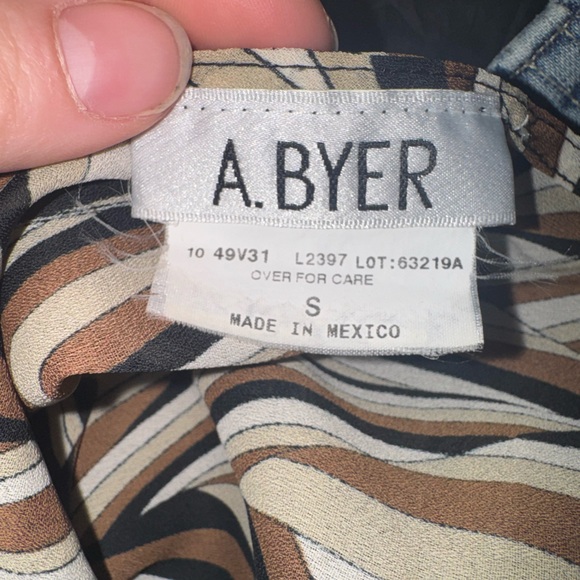 A.BYER
10 49V31 L2397 LOT:63219A
OVER FOR CARE
S
MADE IN MEXICO